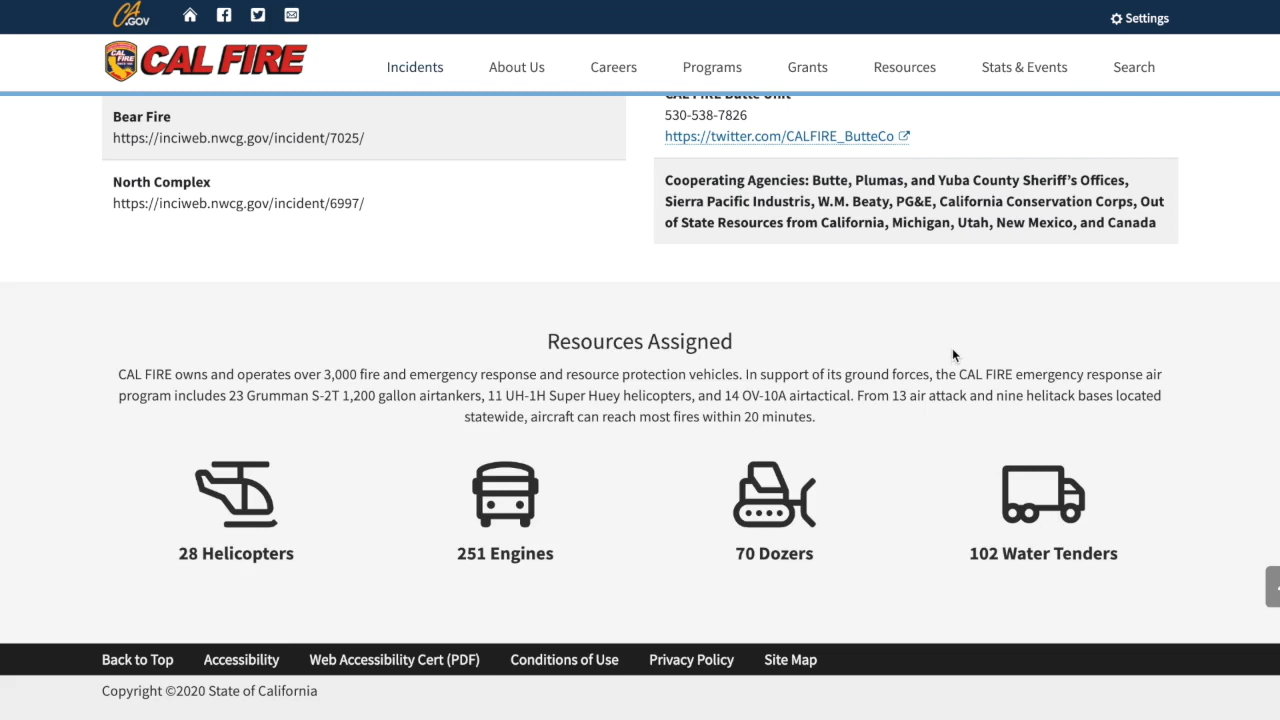 CA.GOV
Settings
CAL FIRE
Incidents
About Us
Careers
Programs
Grants
Resources
Stats & Events
Search
Bear Fire
https://inciweb.nwcg.gov/incident/7025/
North Complex
https://inciweb.nwcg.gov/incident/6997/
CAL FIRE Butte Unit
530-538-7826
https://twitter.com/CALFIRE_ButteCo
Cooperating Agencies: Butte, Plumas, and Yuba County Sheriff’s Offices,
Sierra Pacific Industris, W.M. Beaty, PG&E, California Conservation Corps, Out
of State Resources from California, Michigan, Utah, New Mexico, and Canada
Resources Assigned
CAL FIRE owns and operates over 3,000 fire and emergency response and resource protection vehicles. In support of its ground forces, the CAL FIRE emergency response air
program includes 23 Grumman S-2T 1,200 gallon airtankers, 11 UH-1H Super Huey helicopters, and 14 OV-10A airtactical. From 13 air attack and nine helitack bases located
statewide, aircraft can reach most fires within 20 minutes.
28 Helicopters
251 Engines
70 Dozers
102 Water Tenders
Back to Top
Accessibility
Web Accessibility Cert (PDF)
Conditions of Use
Privacy Policy
Site Map
Copyright ©2020 State of California